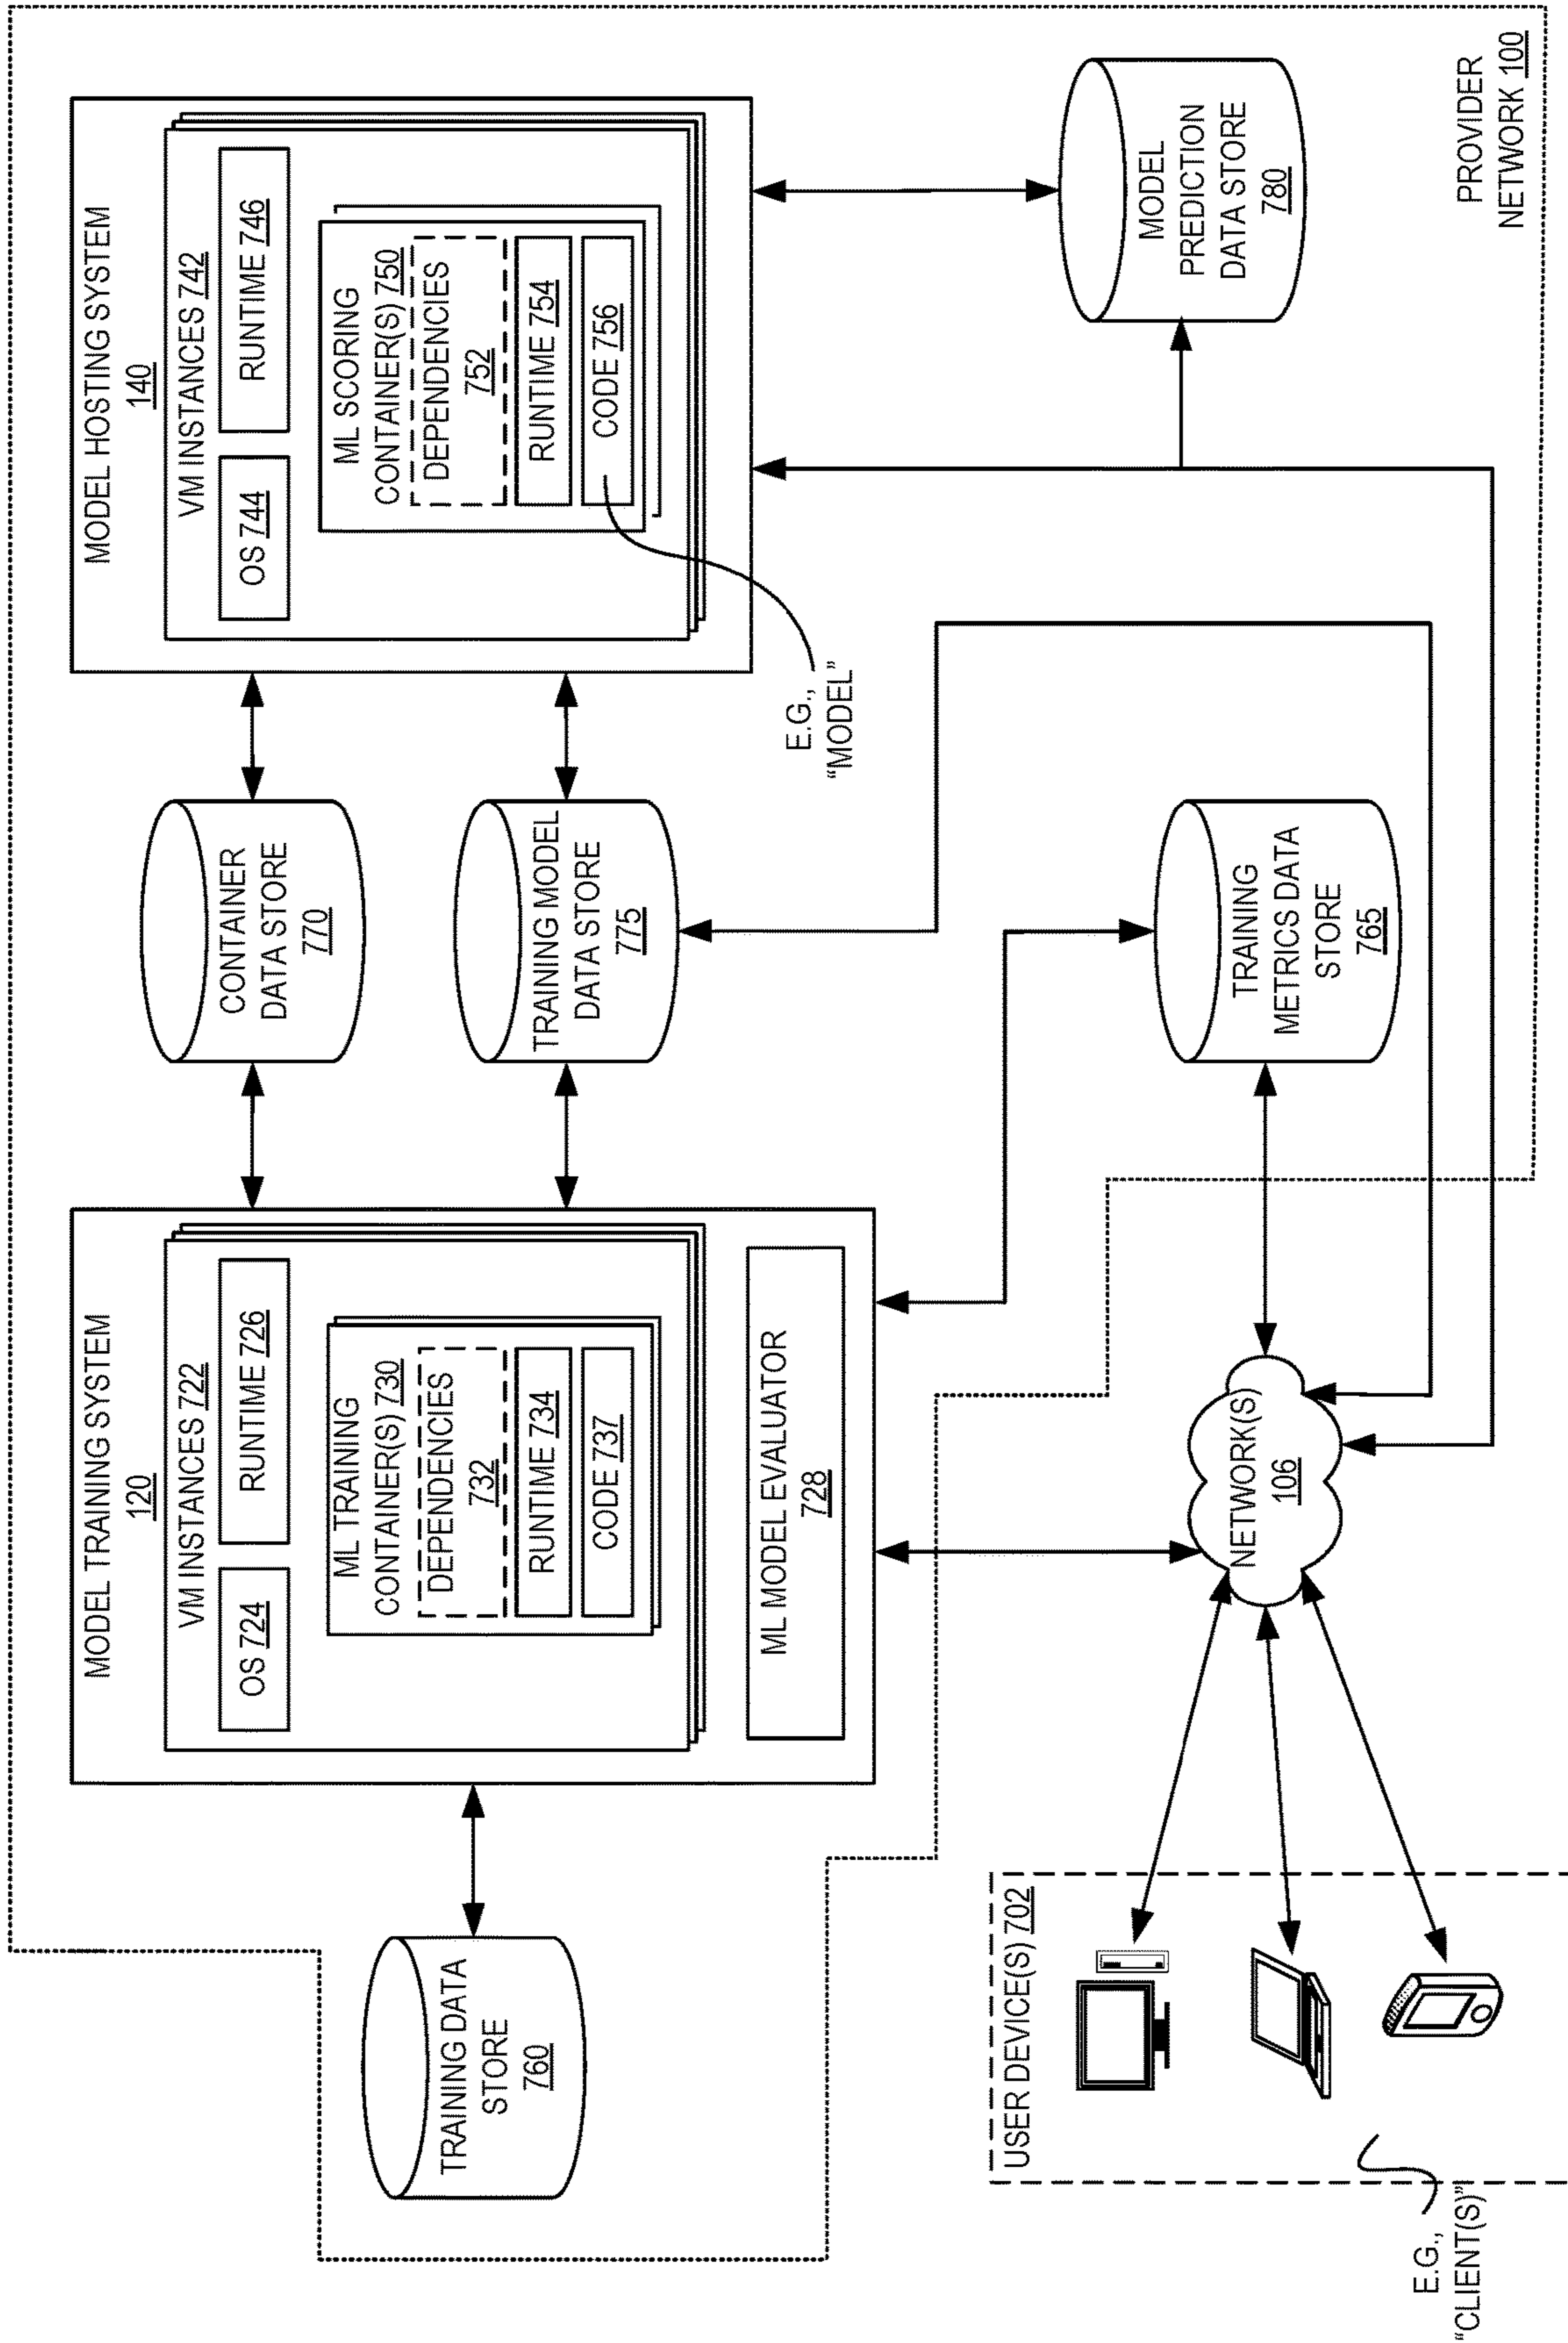 MODEL TRAINING SYSTEM
120
VM INSTANCES 722
OS 724
RUNTIME 726
ML TRAINING
CONTAINER(S) 730
DEPENDENCIES
732
RUNTIME 734
CODE 737
ML MODEL EVALUATOR
728
TRAINING DATA
STORE
760
CONTAINER
DATA STORE
770
TRAINING MODEL
DATA STORE
775
MODEL HOSTING SYSTEM
140
VM INSTANCES 742
OS 744
RUNTIME 746
ML SCORING
CONTAINER(S) 750
DEPENDENCIES
752
RUNTIME 754
CODE 756
E.G.,
“MODEL”
USER DEVICE(S) 702
E.G.,
“CLIENT(S)”
NETWORK(S)
106
TRAINING
METRICS DATA
STORE
765
MODEL
PREDICTION
DATA STORE
780
PROVIDER
NETWORK 100